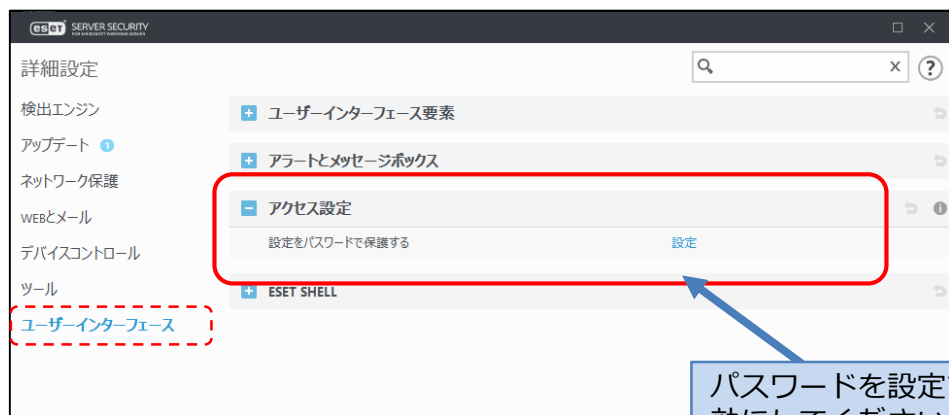 eset SERVER SECURITY
FOR MICROSOFT WINDOWS SERVER
詳細設定
x ?
検出エンジン
ユーザーインターフェース要素
アップデート 1
アラートとメッセージボックス
ネットワーク保護
アクセス設定
WEBとメール
設定をパスワードで保護する 設定
デバイスコントロール
ツール
ESET SHELL
ユーザーインターフェース
パスワードを設定